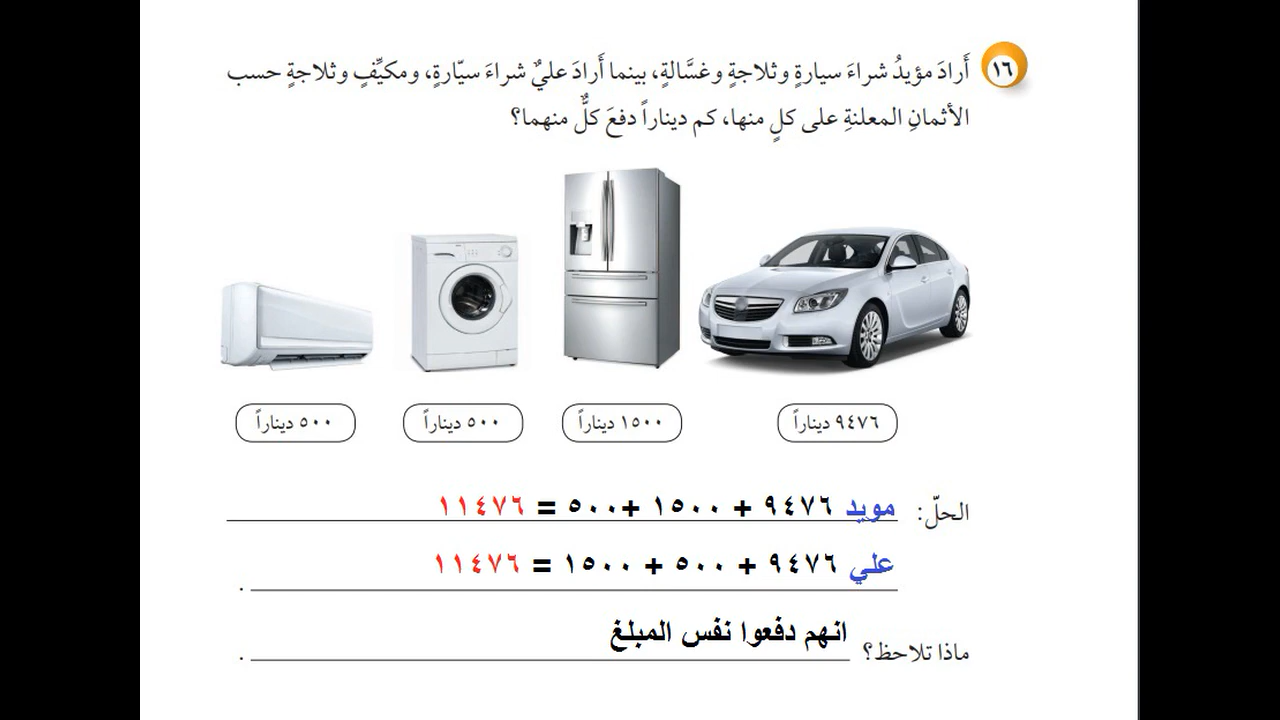 ١٦ أَرادَ مؤيدُ شراءَ سيارةٍ وثلاجةٍ وغسَّالةٍ، بينما أَرادَ عليٌ شراءَ سيّارةٍ، ومكيِّفٍ وثلاجةٍ حسب
الأثمانِ المعلنةِ على كلٍ منها، كم ديناراً دفعَ كلٌّ منهما؟
٩٤٧٦ ديناراً
١٥٠٠ ديناراً
٥٠٠ ديناراً
٥٠٠ ديناراً
الحلّ: مويد ٩٤٧٦ + ١٥٠٠ +٥٠٠ = ١١٤٧٦
علي ٩٤٧٦ + ٥٠٠ + ١٥٠٠ = ١١٤٧٦ .
ماذا تلاحظ؟ انهم دفعوا نفس المبلغ .